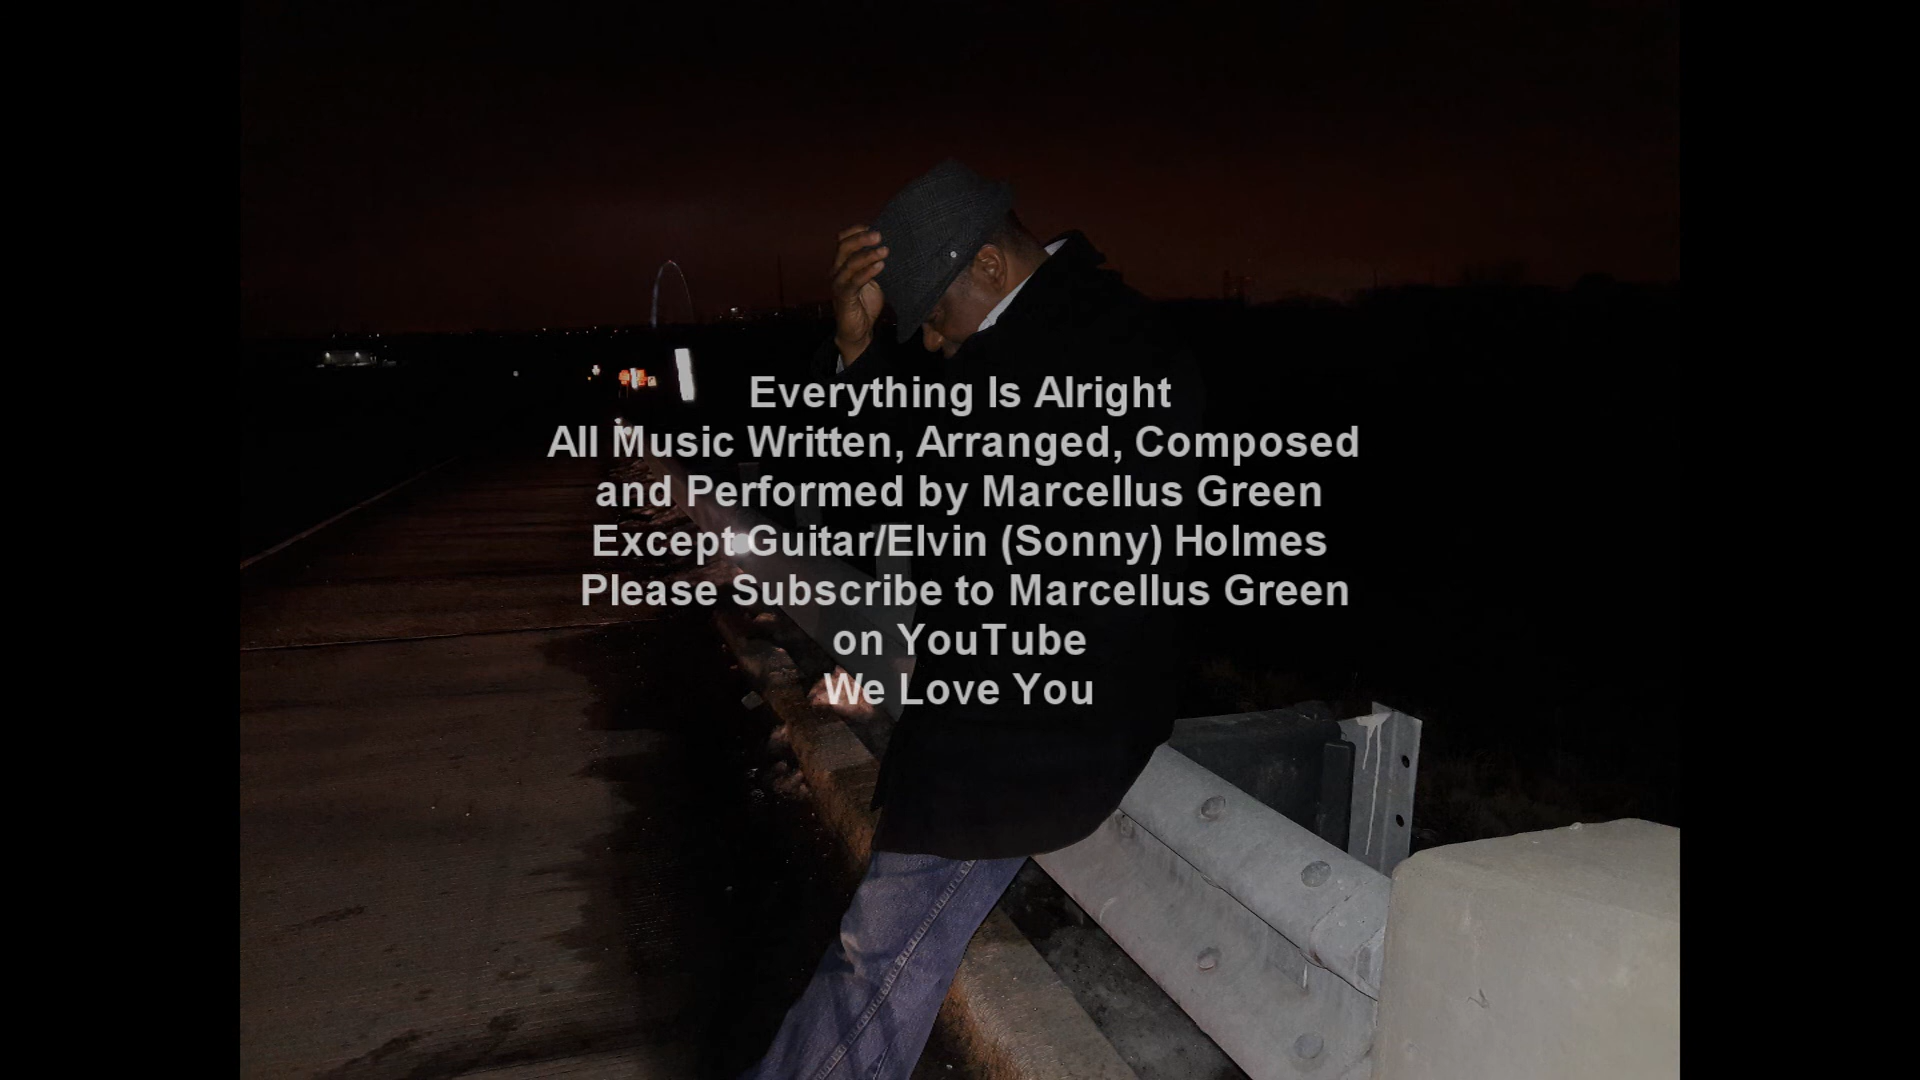 Everything Is Alright
All Music Written, Arranged, Composed
and Performed by Marcellus Green
Except Guitar/Elvin (Sonny) Holmes
Please Subscribe to Marcellus Green
on YouTube
We Love You